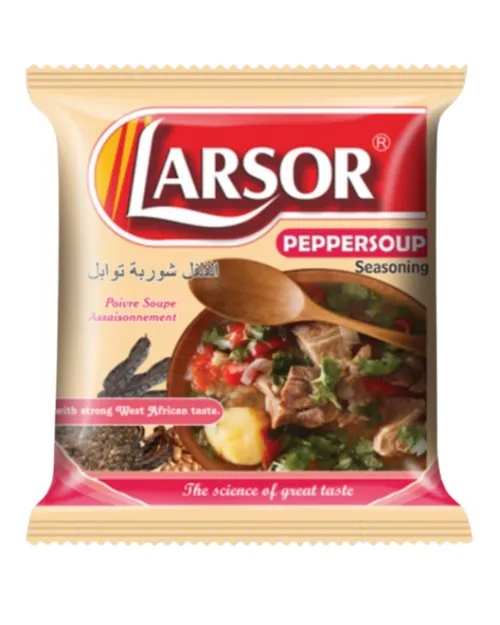 LARSOR®
PEPPERSOUP
Seasoning
الفلفل شوربة توابل
Poivre Soupe
Assaisonnement
with strong West African taste.
The science of great taste